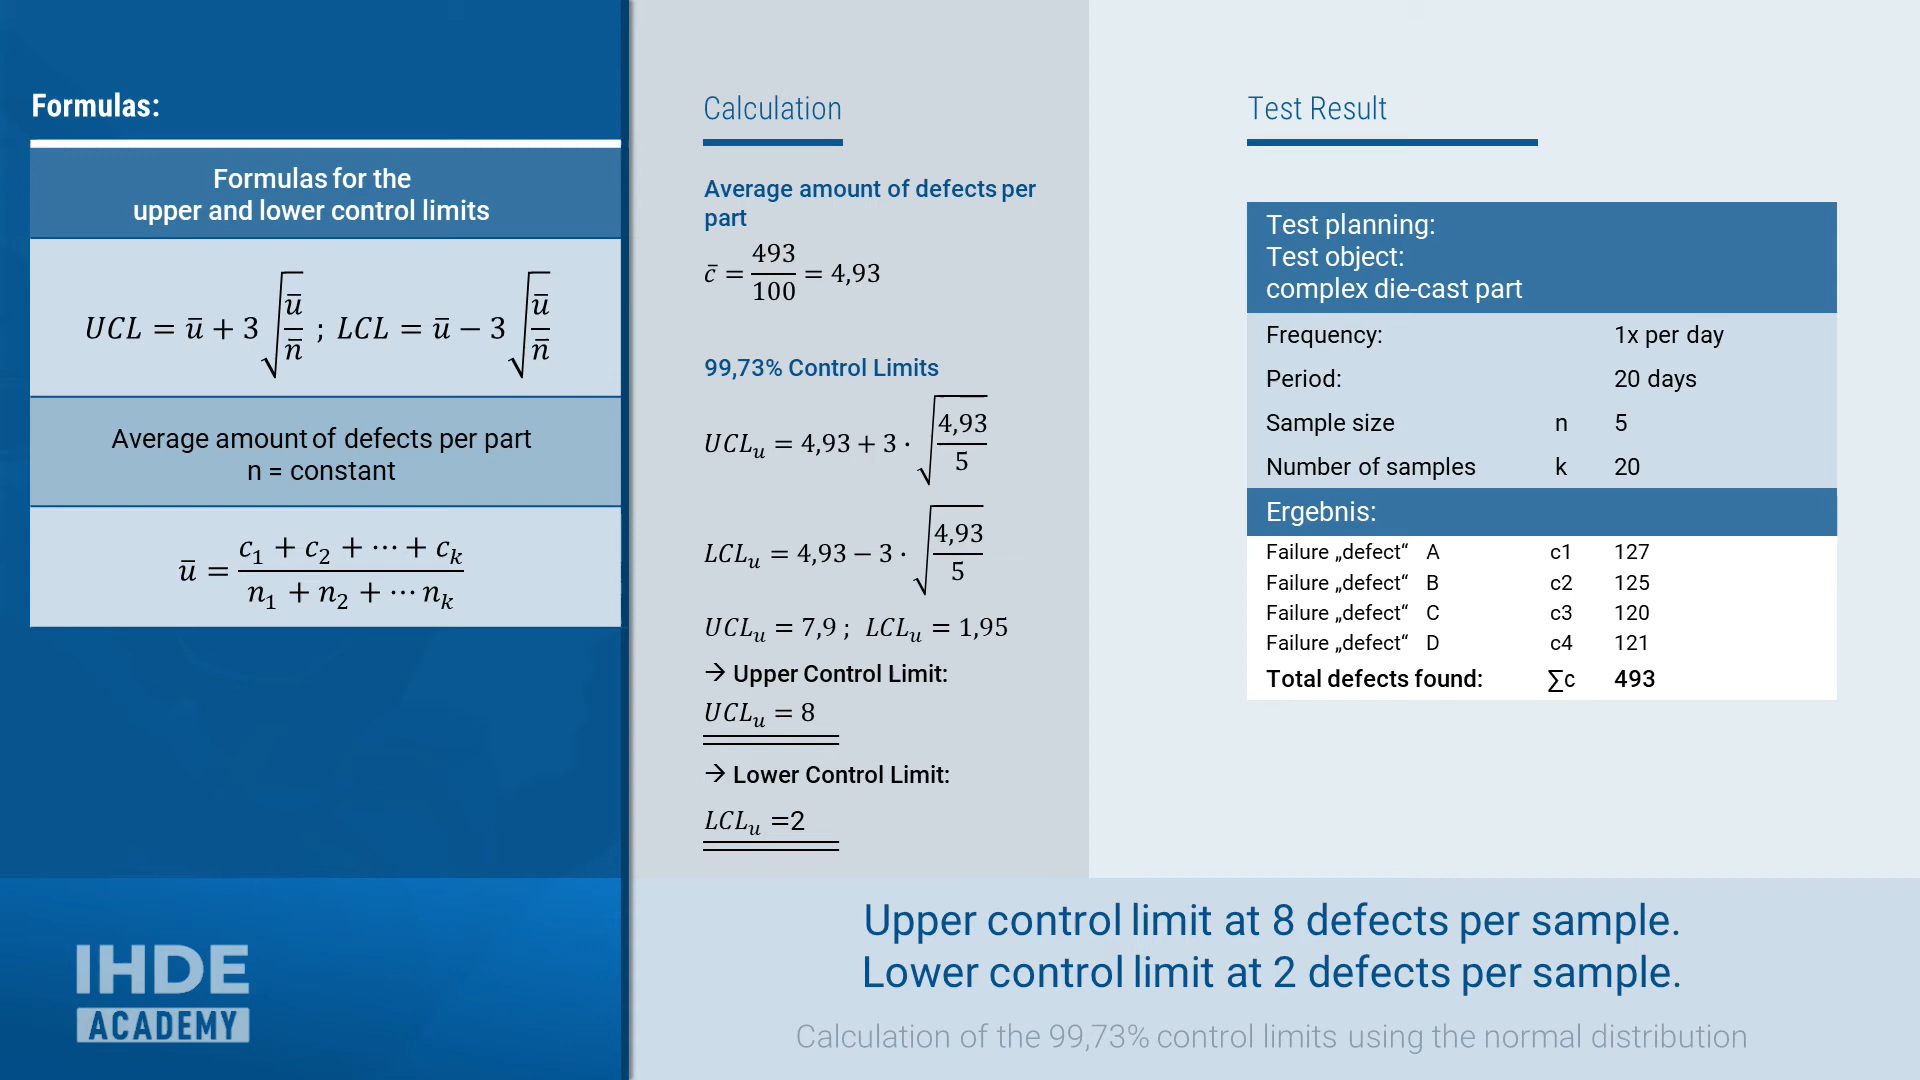 Formulas:
Formulas for the
upper and lower control limits
UCL = ū + 3√(ū/n̄) ; LCL = ū − 3√(ū/n̄)
Average amount of defects per part
n = constant
ū = (c₁ + c₂ + ⋯ + cₖ)/(n₁ + n₂ + ⋯ nₖ)
IHDE
ACADEMY
Calculation
Average amount of defects per
part
c̄ = 493/100 = 4,93
99,73% Control Limits
UCLᵤ = 4,93 + 3 · √(4,93/5)
LCLᵤ = 4,93 − 3 · √(4,93/5)
UCLᵤ = 7,9 ; LCLᵤ = 1,95
→ Upper Control Limit:
UCLᵤ = 8
→ Lower Control Limit:
LCLᵤ =2
Test Result
Test planning:
Test object:
complex die-cast part
Frequency: 1x per day
Period: 20 days
Sample size n 5
Number of samples k 20
Ergebnis:
Failure „defect“ A c1 127
Failure „defect“ B c2 125
Failure „defect“ C c3 120
Failure „defect“ D c4 121
Total defects found: ∑c 493
Upper control limit at 8 defects per sample.
Lower control limit at 2 defects per sample.
Calculation of the 99,73% control limits using the normal distribution